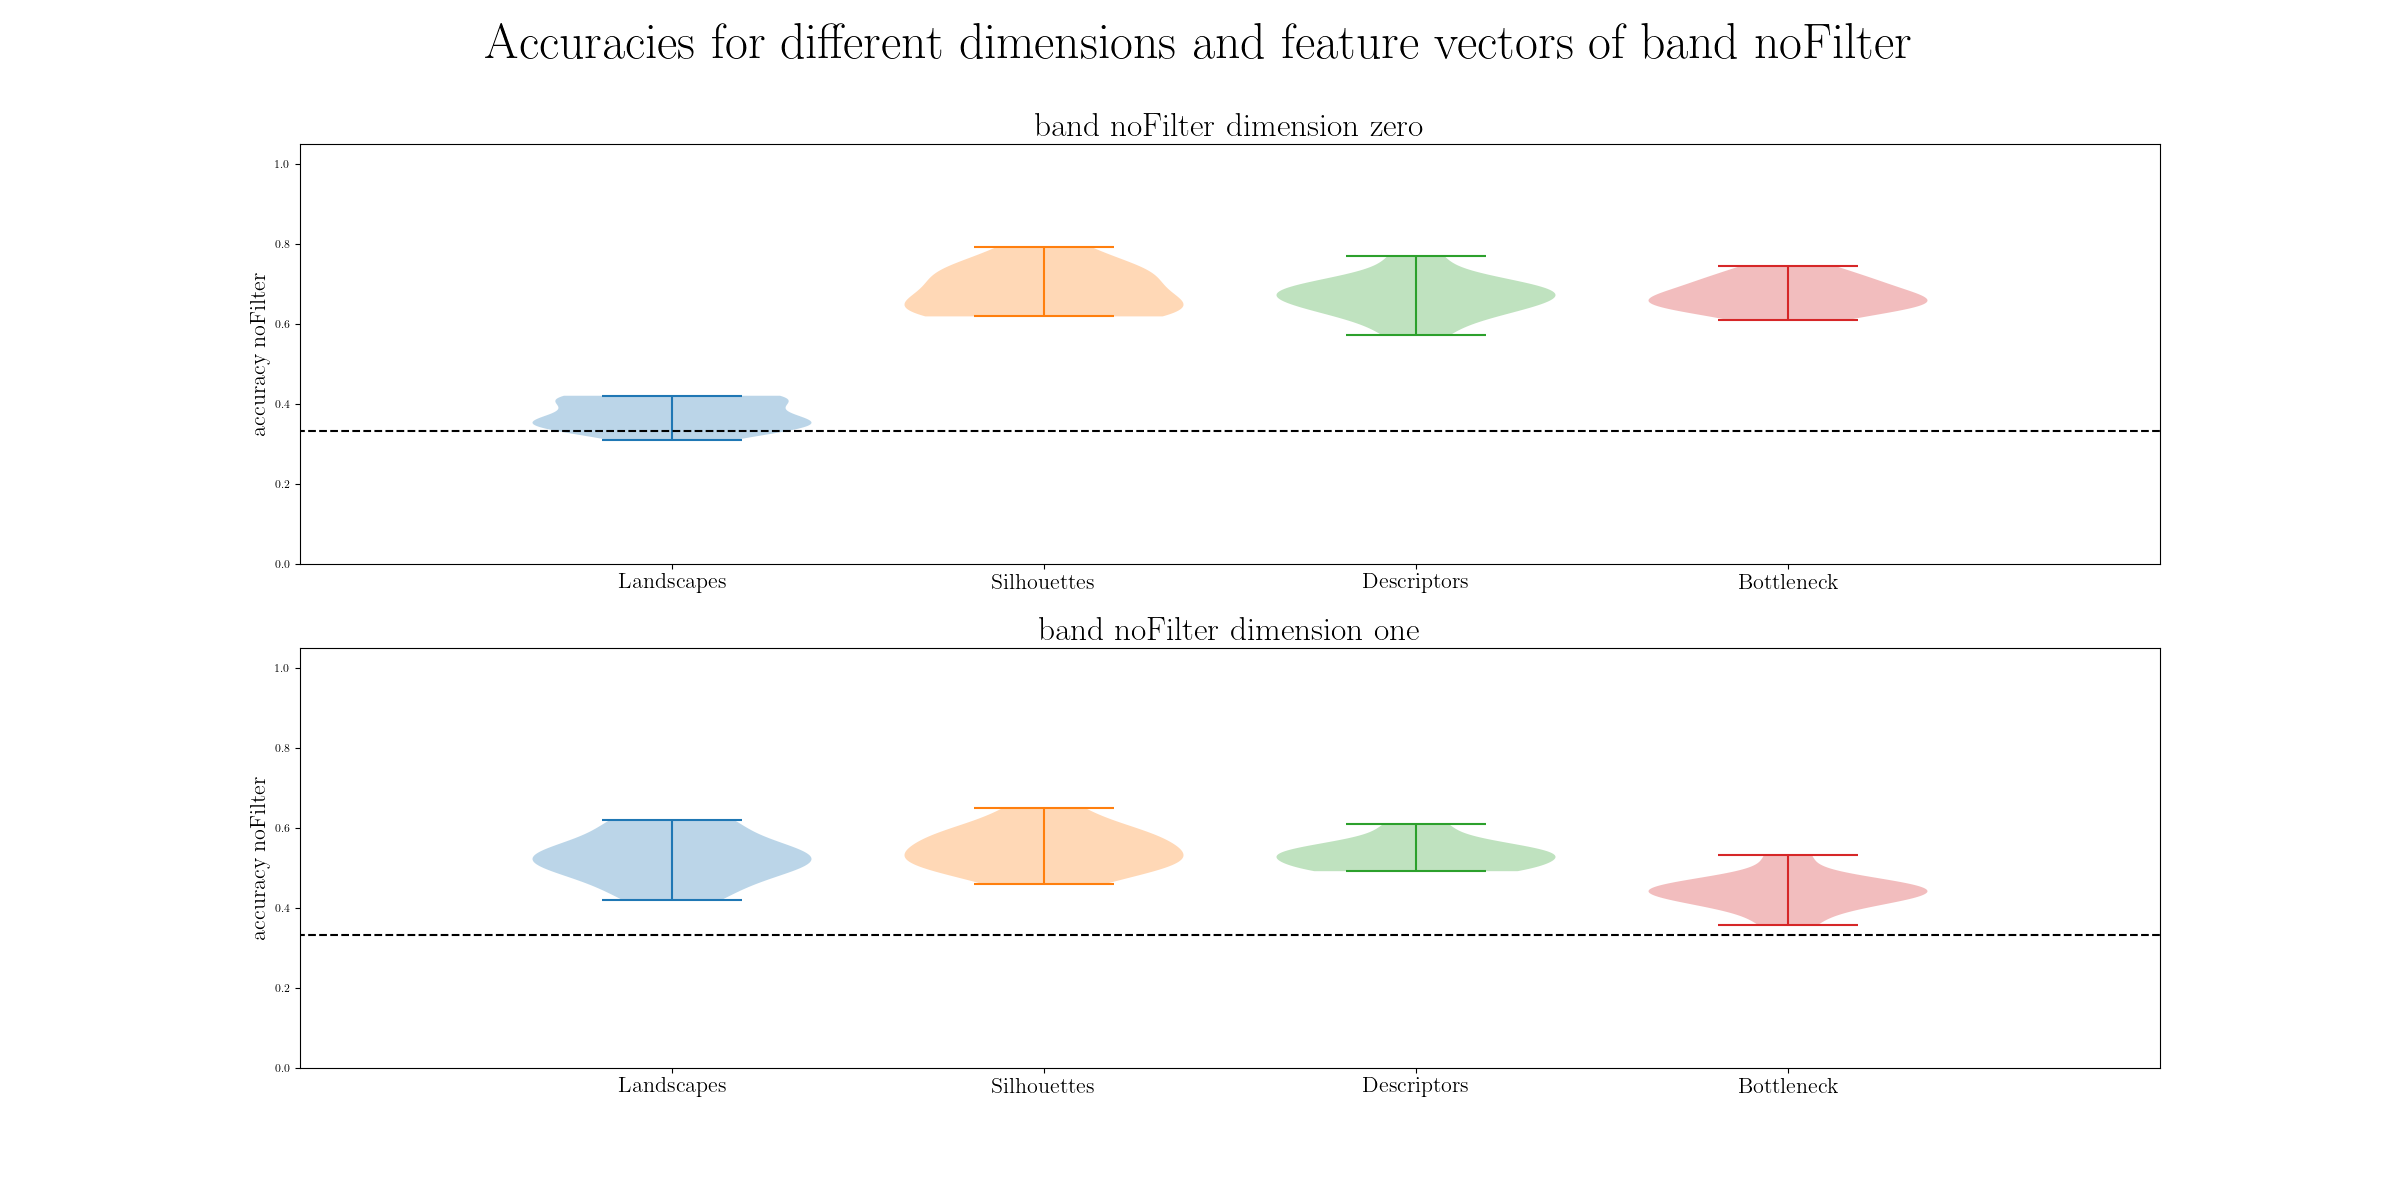 Accuracies for different dimensions and feature vectors of band noFilter
band noFilter dimension zero
accuracy noFilter
1.0
0.8
0.6
0.4
0.2
0.0
Landscapes Silhouettes Descriptors Bottleneck
band noFilter dimension one
accuracy noFilter
1.0
0.8
0.6
0.4
0.2
0.0
Landscapes Silhouettes Descriptors Bottleneck